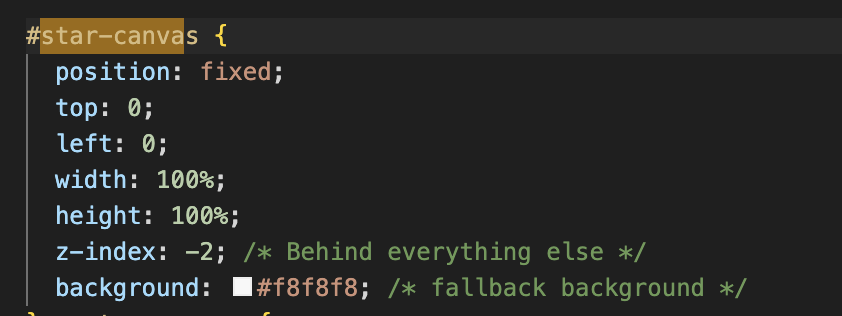 #star-canvas {
position: fixed;
top: 0;
left: 0;
width: 100%;
height: 100%;
z-index: -2; /* Behind everything else */
background: #f8f8f8; /* fallback background */